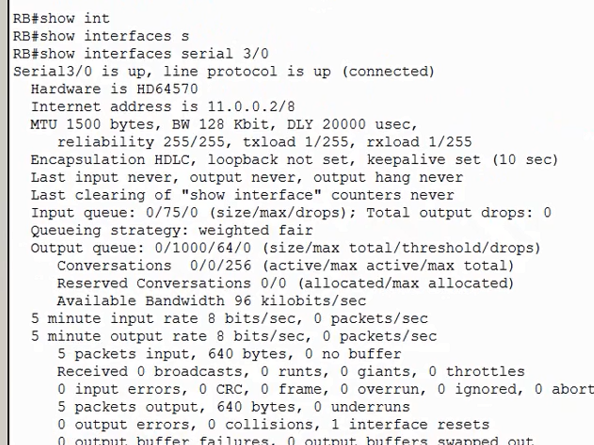 RB#show int
RB#show interfaces s
RB#show interfaces serial 3/0
Serial3/0 is up, line protocol is up (connected)
Hardware is HD64570
Internet address is 11.0.0.2/8
MTU 1500 bytes, BW 128 Kbit, DLY 20000 usec,
reliability 255/255, txload 1/255, rxload 1/255
Encapsulation HDLC, loopback not set, keepalive set (10 sec)
Last input never, output never, output hang never
Last clearing of "show interface" counters never
Input queue: 0/75/0 (size/max/drops); Total output drops: 0
Queueing strategy: weighted fair
Output queue: 0/1000/64/0 (size/max total/threshold/drops)
Conversations  0/0/256 (active/max active/max total)
Reserved Conversations 0/0 (allocated/max allocated)
Available Bandwidth 96 kilobits/sec
5 minute input rate 8 bits/sec, 0 packets/sec
5 minute output rate 8 bits/sec, 0 packets/sec
5 packets input, 640 bytes, 0 no buffer
Received 0 broadcasts, 0 runts, 0 giants, 0 throttles
0 input errors, 0 CRC, 0 frame, 0 overrun, 0 ignored, 0 abort
5 packets output, 640 bytes, 0 underruns
0 output errors, 0 collisions, 1 interface resets
0 output buffer failures, 0 output buffers swapped out